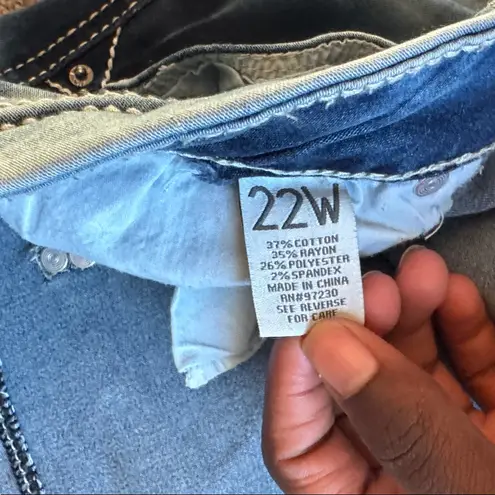 22W
37% COTTON
35% RAYON
26% POLYESTER
2% SPANDEX
MADE IN CHINA
RN#97230
SEE REVERSE
FOR CARE